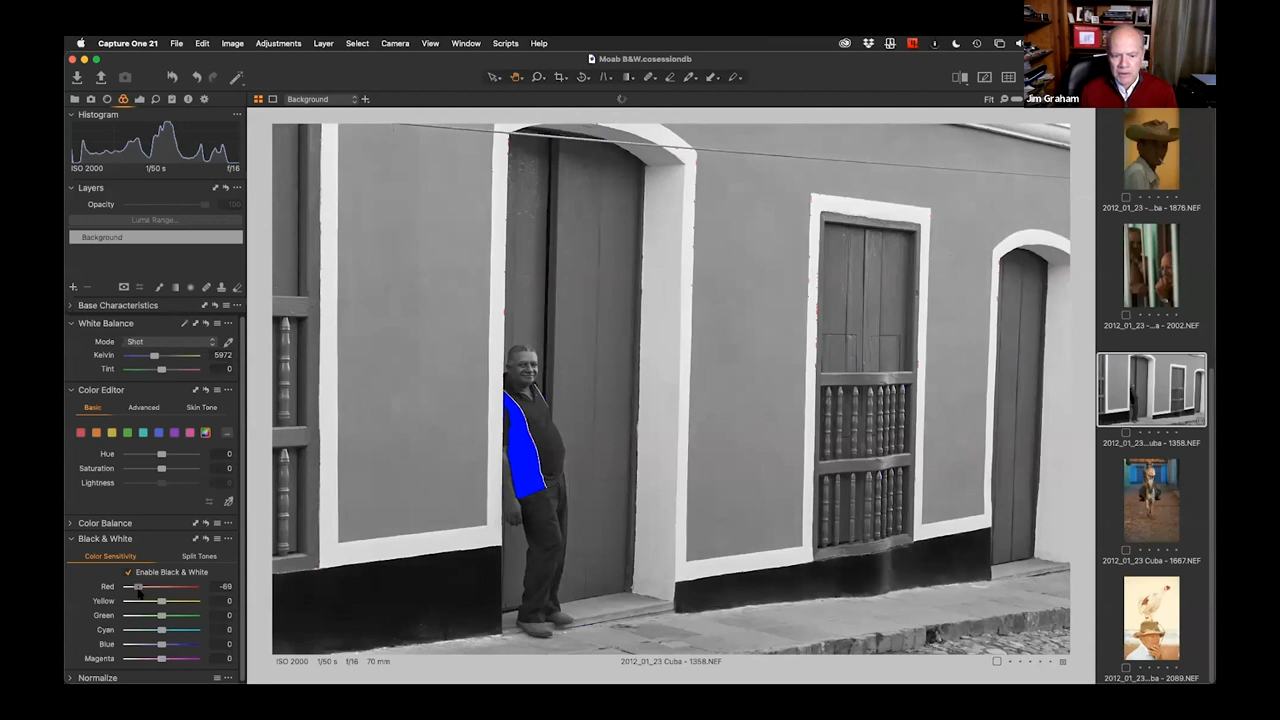 Capture One 21 File Edit Image Adjustments Layer Select Camera View Window Scripts Help
Moab B&W.cosessiondb
Jim Graham
Background
Fit
Histogram
ISO 2000 1/50 s f/16
Layers
Opacity 100
Luma Range...
Background
Base Characteristics
White Balance
Mode Shot
Kelvin 5972
Tint 0
Color Editor
Basic Advanced Skin Tone
Hue 0
Saturation 0
Lightness 0
Color Balance
Black & White
Color Sensitivity Split Tones
Enable Black & White
Red -69
Yellow 0
Green 0
Cyan 0
Blue 0
Magenta 0
Normalize
ISO 2000 1/50 s f/16 70 mm
2012_01_23 Cuba - 1358.NEF
2012_01_23 -...ba - 1876.NEF
2012_01_23 -...a - 2002.NEF
2012_01_23...uba - 1358.NEF
2012_01_23 Cuba - 1667.NEF
2012_01_23...ba - 2089.NEF